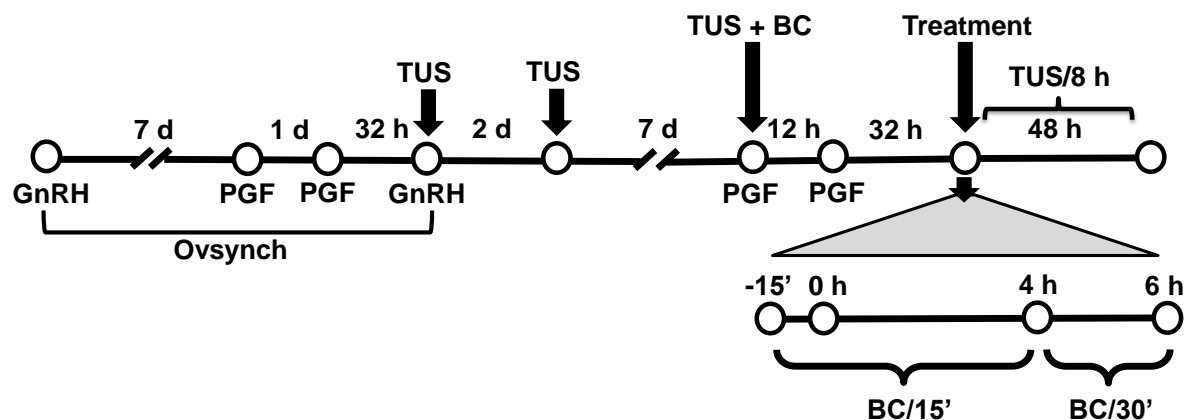 TUS + BC Treatment
TUS TUS TUS/8 h
7 d 1 d 32 h 2 d 7 d 12 h 32 h 48 h
GnRH PGF PGF GnRH PGF PGF
Ovsynch
-15’ 0 h 4 h 6 h
BC/15’ BC/30’